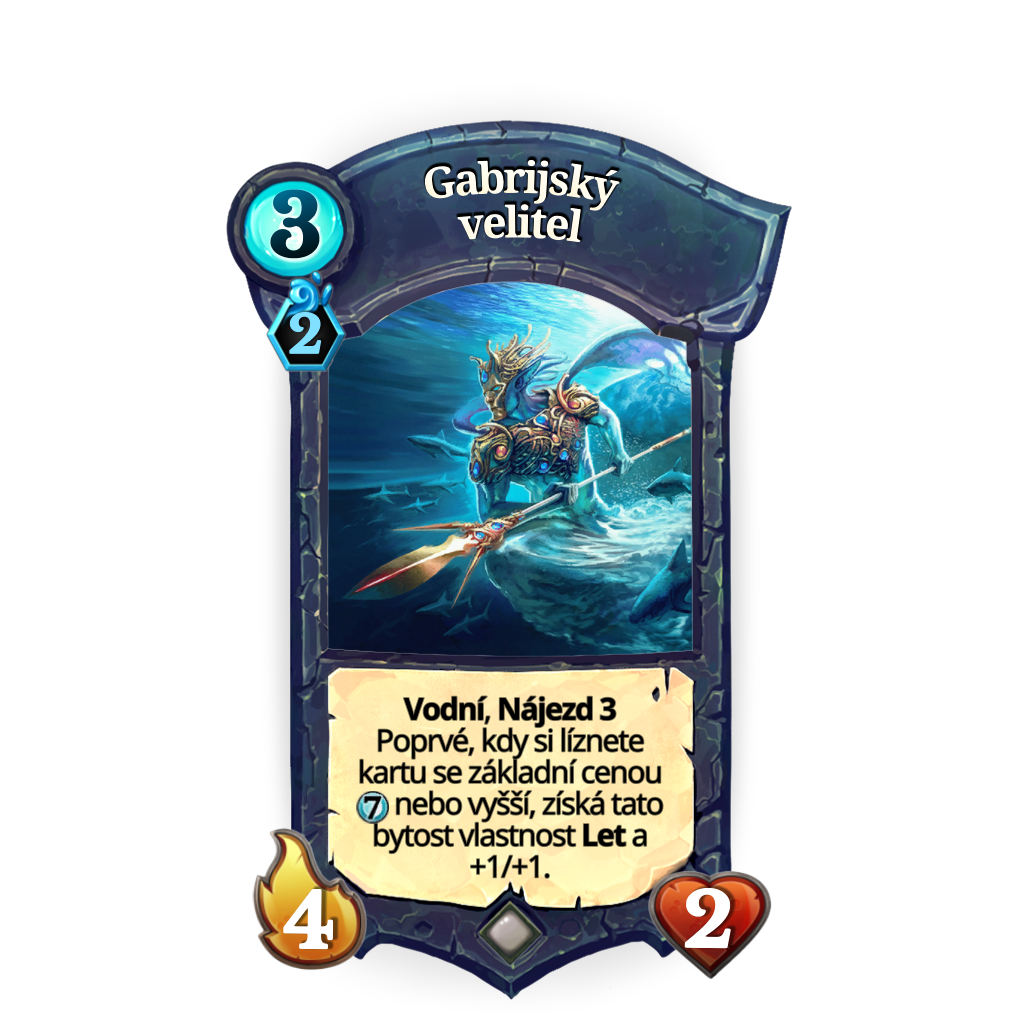 Gabrijský
velitel
3
2
Vodní, Nájezd 3
Poprvé, kdy si líznete
kartu se základní cenou
7 nebo vyšší, získá tato
bytost vlastnost Let a
+1/+1.
4
2